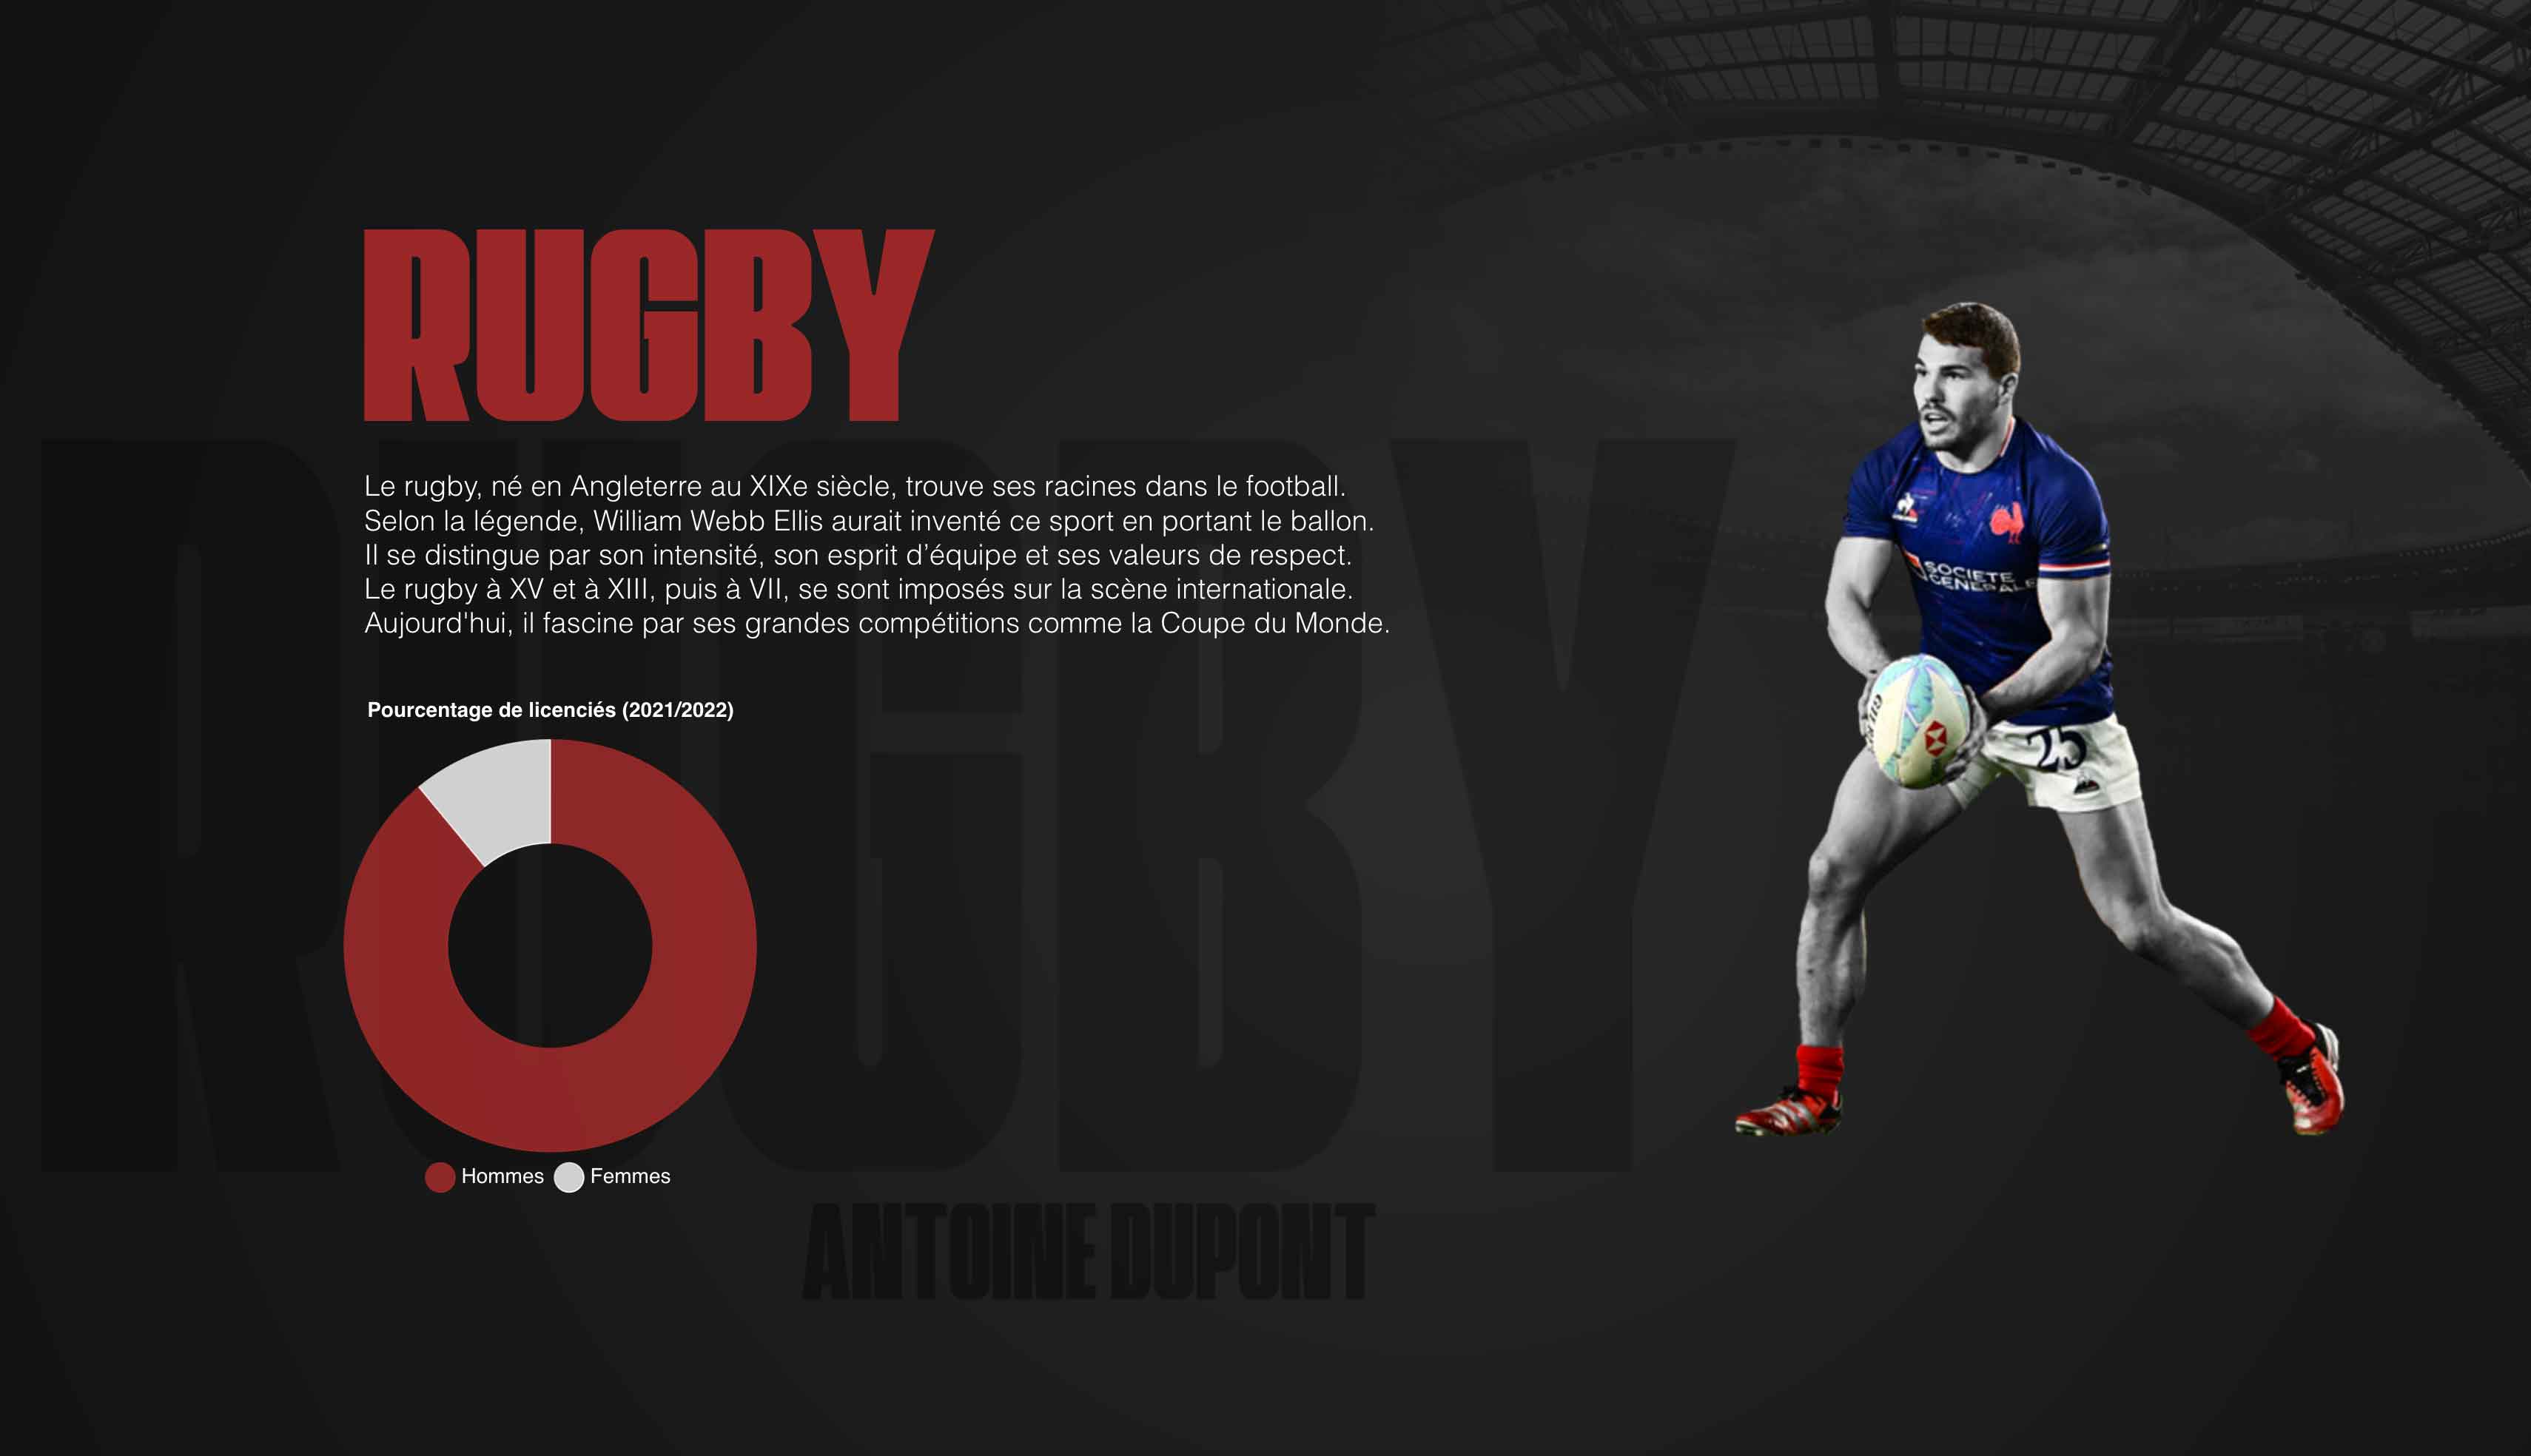 RUGBY
Le rugby, né en Angleterre au XIXe siècle, trouve ses racines dans le football.
Selon la légende, William Webb Ellis aurait inventé ce sport en portant le ballon.
Il se distingue par son intensité, son esprit d’équipe et ses valeurs de respect.
Le rugby à XV et à XIII, puis à VII, se sont imposés sur la scène internationale.
Aujourd'hui, il fascine par ses grandes compétitions comme la Coupe du Monde.
Pourcentage de licenciés (2021/2022)
Hommes Femmes
RUGBY
ANTOINE DUPONT
SOCIETE
GENERALE
25